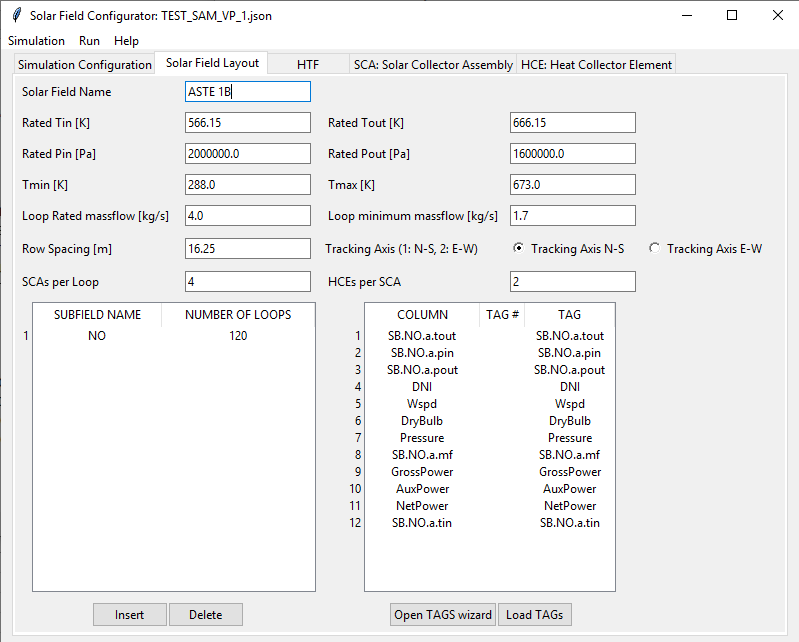 Solar Field Configurator: TEST_SAM_VP_1.json
Simulation Run Help
Simulation Configuration Solar Field Layout HTF SCA: Solar Collector Assembly HCE: Heat Collector Element
Solar Field Name ASTE 1B
Rated Tin [K] 566.15 Rated Tout [K] 666.15
Rated Pin [Pa] 2000000.0 Rated Pout [Pa] 1600000.0
Tmin [K] 288.0 Tmax [K] 673.0
Loop Rated massflow [kg/s] 4.0 Loop minimum massflow [kg/s] 1.7
Row Spacing [m] 16.25 Tracking Axis (1: N-S, 2: E-W) Tracking Axis N-S Tracking Axis E-W
SCAs per Loop 4 HCEs per SCA 2
SUBFIELD NAME NUMBER OF LOOPS
1 NO 120
COLUMN TAG # TAG
1 SB.NO.a.tout SB.NO.a.tout
2 SB.NO.a.pin SB.NO.a.pin
3 SB.NO.a.pout SB.NO.a.pout
4 DNI DNI
5 Wspd Wspd
6 DryBulb DryBulb
7 Pressure Pressure
8 SB.NO.a.mf SB.NO.a.mf
9 GrossPower GrossPower
10 AuxPower AuxPower
11 NetPower NetPower
12 SB.NO.a.tin SB.NO.a.tin
Insert Delete Open TAGS wizard Load TAGs